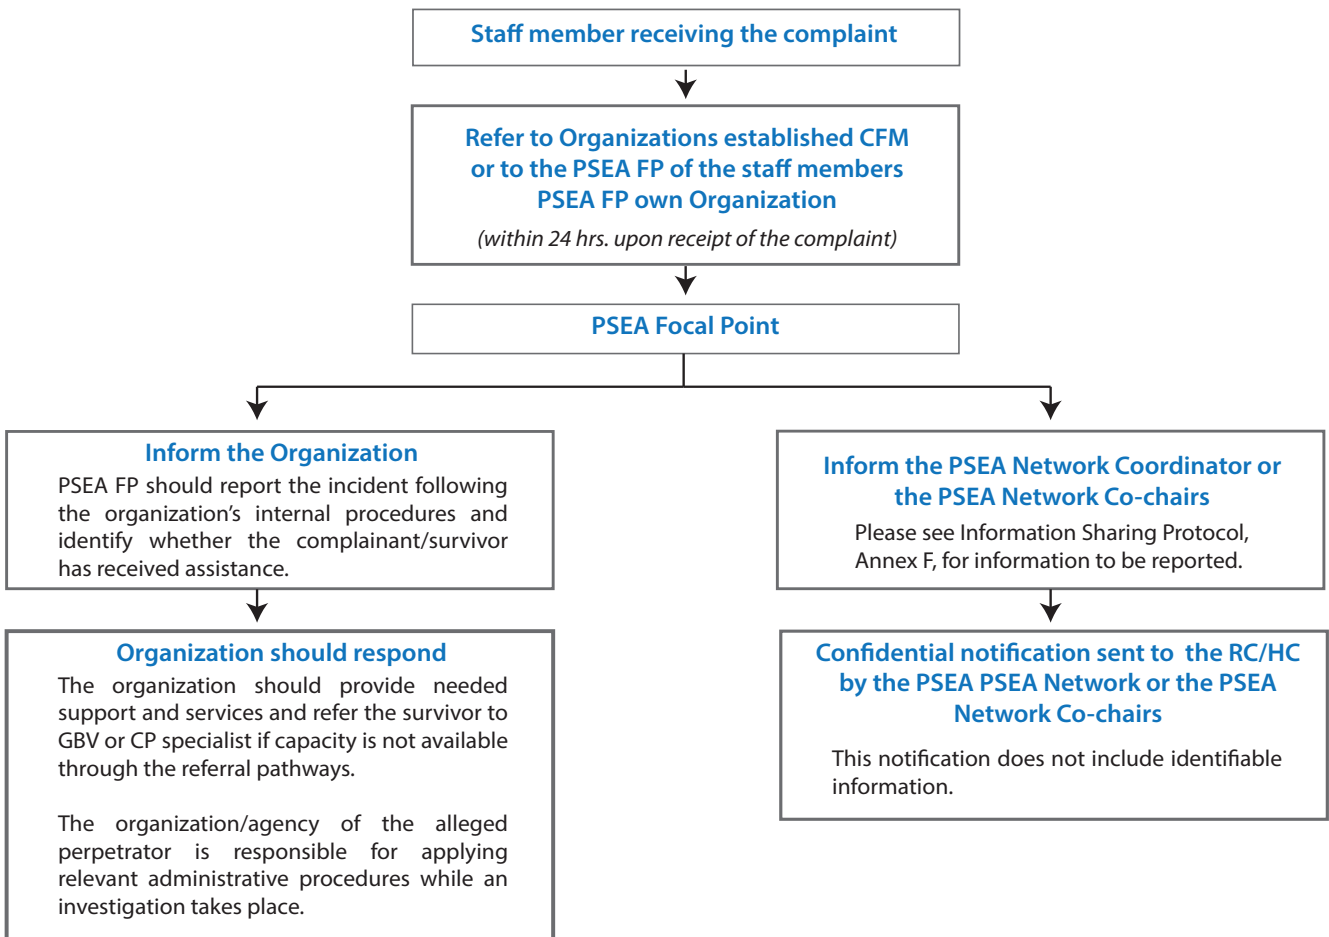 Staff member receiving the complaint
Refer to Organizations established CFM
or to the PSEA FP of the staff members
PSEA FP own Organization
(within 24 hrs. upon receipt of the complaint)
PSEA Focal Point
Inform the Organization
PSEA FP should report the incident following
the organization's internal procedures and
identify whether the complainant/survivor
has received assistance.
Organization should respond
The organization should provide needed
support and services and refer the survivor to
GBV or CP specialist if capacity is not available
through the referral pathways.
The organization/agency of the alleged
perpetrator is responsible for applying
relevant administrative procedures while an
investigation takes place.
Inform the PSEA Network Coordinator or
the PSEA Network Co-chairs
Please see Information Sharing Protocol,
Annex F, for information to be reported.
Confidential notification sent to the RC/HC
by the PSEA PSEA Network or the PSEA
Network Co-chairs
This notification does not include identifiable
information.